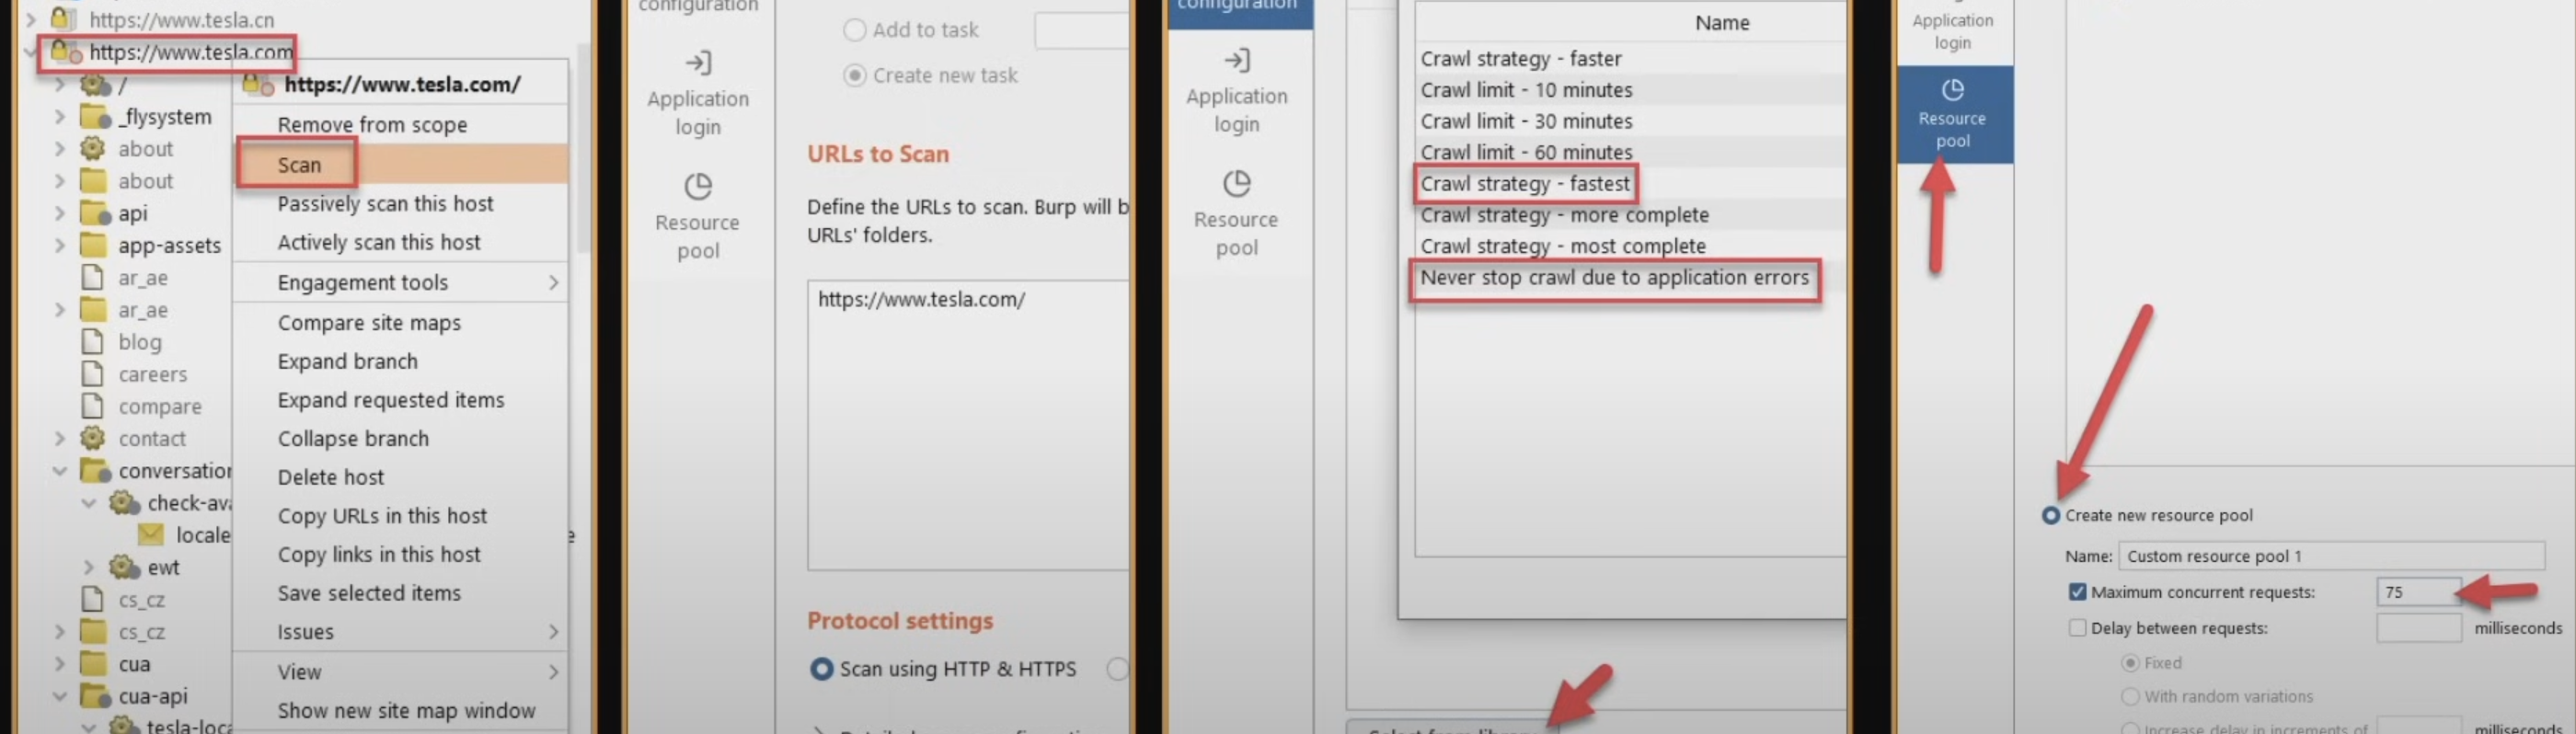 https://www.tesla.cn
https://www.tesla.com
/
_flysystem
about
about
api
app-assets
ar_ae
ar_ae
blog
careers
compare
contact
check-ava
locale
ewt
cs_cz
cs_cz
cua
cua-api
https://www.tesla.com/
Remove from scope
Scan
Passively scan this host
Actively scan this host
Engagement tools
Compare site maps
Expand branch
Expand requested items
Collapse branch
Delete host
Copy URLs in this host
Copy links in this host
Save selected items
Issues
View
Show new site map window
configuration
Application
login
Resource
pool
Add to task
Create new task
URLs to Scan
Define the URLs to scan. Burp will b
URLs' folders.
https://www.tesla.com/
Protocol settings
Scan using HTTP & HTTPS
configuration
Application
login
Resource
pool
Name
Crawl strategy - faster
Crawl limit - 10 minutes
Crawl limit - 30 minutes
Crawl limit - 60 minutes
Crawl strategy - fastest
Crawl strategy - more complete
Crawl strategy - most complete
Never stop crawl due to application errors
Select from library
Application
login
Resource
pool
Create new resource pool
Name: Custom resource pool 1
Maximum concurrent requests: 75
Delay between requests: milliseconds
Fixed
With random variations
Increase delay in increments of milliseconds